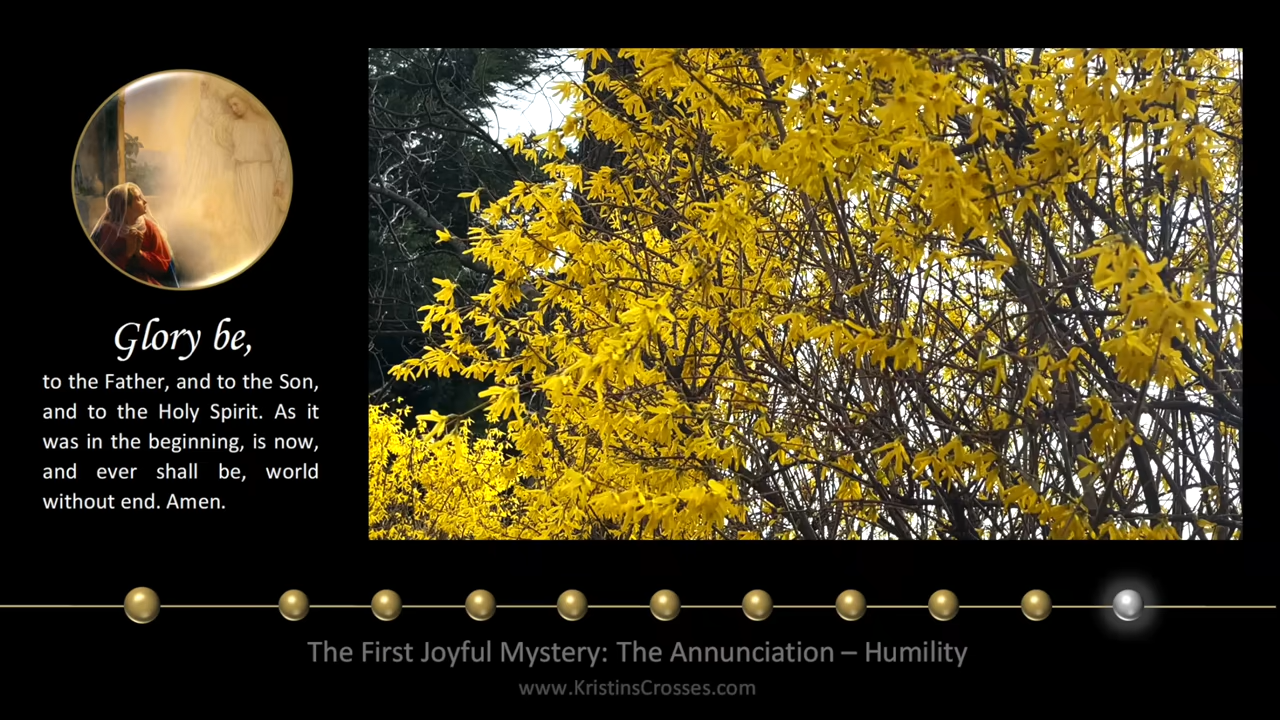 Glory be,
to the Father, and to the Son,
and to the Holy Spirit. As it
was in the beginning, is now,
and ever shall be, world
without end. Amen.
The First Joyful Mystery: The Annunciation – Humility
www.KristinsCrosses.com